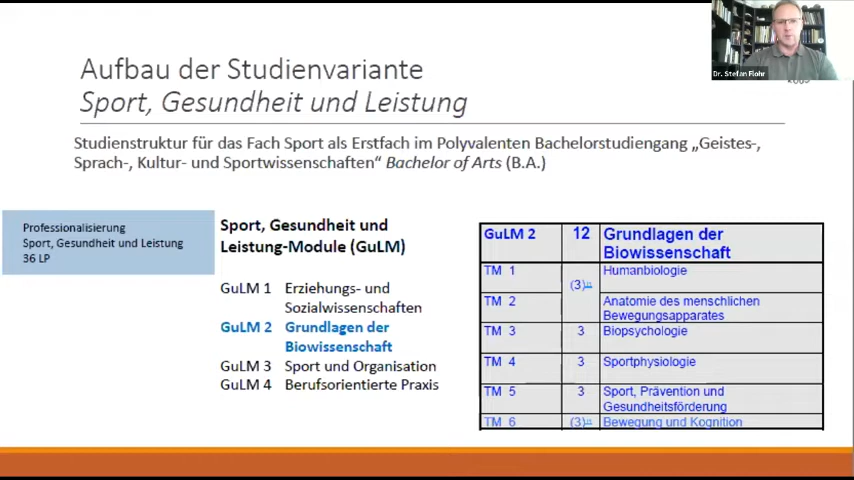 Dr. Stefan Flohr
Aufbau der Studienvariante
Sport, Gesundheit und Leistung
Studienstruktur für das Fach Sport als Erstfach im Polyvalenten Bachelorstudiengang „Geistes-,
Sprach-, Kultur- und Sportwissenschaften“ Bachelor of Arts (B.A.)
Professionalisierung
Sport, Gesundheit und Leistung
36 LP
Sport, Gesundheit und
Leistung-Module (GuLM)
GuLM 1 Erziehungs- und
Sozialwissenschaften
GuLM 2 Grundlagen der
Biowissenschaft
GuLM 3 Sport und Organisation
GuLM 4 Berufsorientierte Praxis
GuLM 2 12 Grundlagen der
Biowissenschaft
TM 1 (3) Humanbiologie
TM 2 Anatomie des menschlichen
Bewegungsapparates
TM 3 3 Biopsychologie
TM 4 3 Sportphysiologie
TM 5 3 Sport, Prävention und
Gesundheitsförderung
TM 6 (3) Bewegung und Kognition